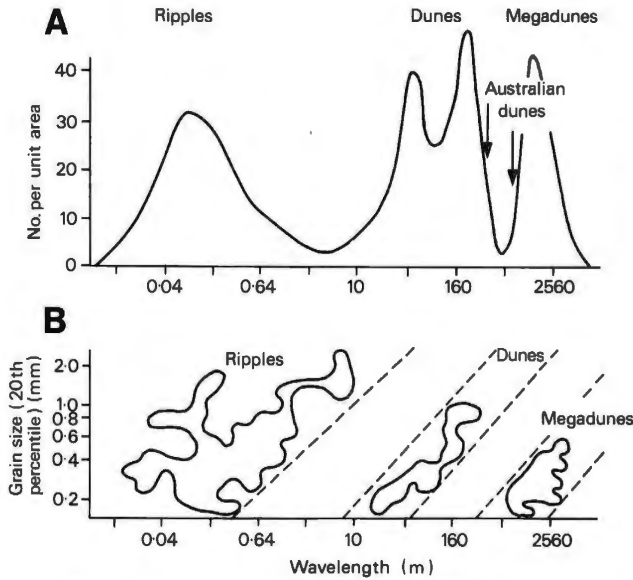 A
Ripples Dunes Megadunes
No. per unit area
40
30
20
10
0
Australian
dunes
0·04 0·64 10 160 2560
B
Grain size (20th
percentile) (mm)
2·0
1·0
0·8
0·6
0·4
0·2
Ripples
Dunes
Megadunes
0·04 0·64 10 160 2560
Wavelength (m)